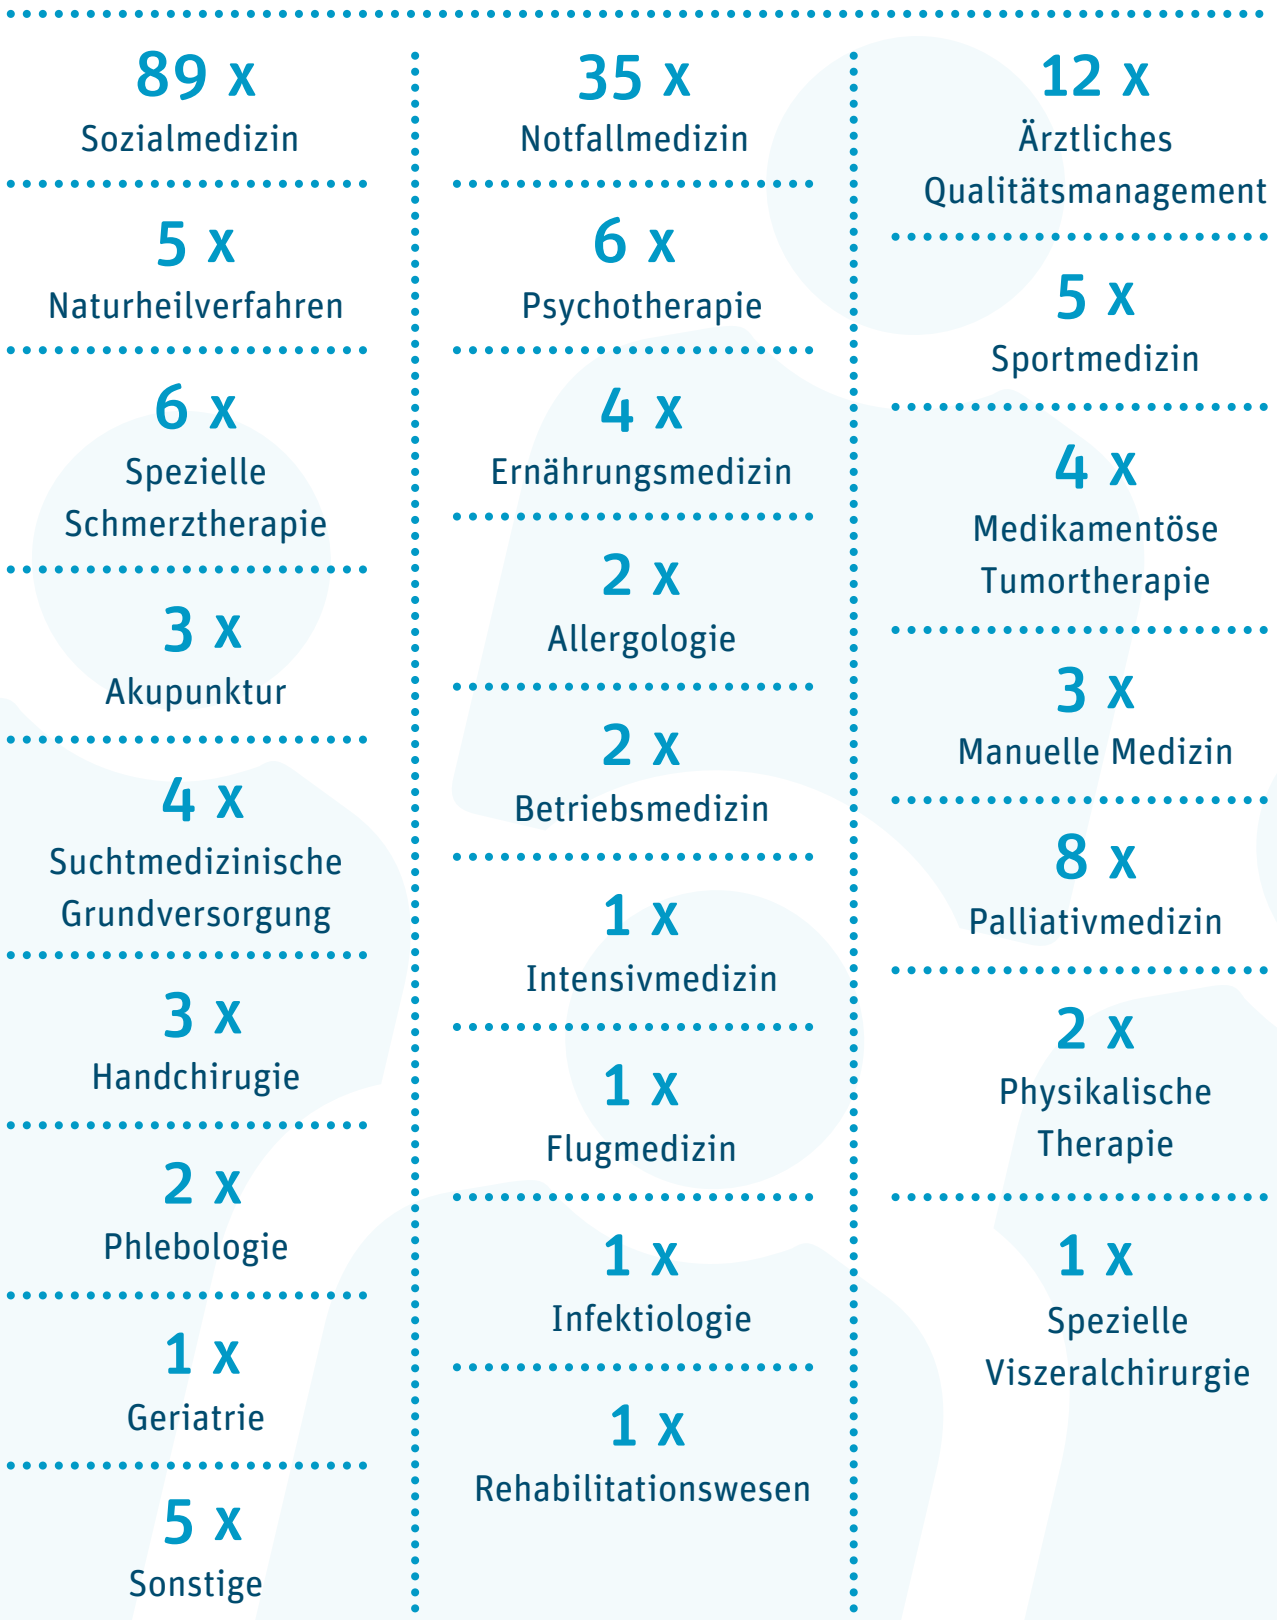 89 x
Sozialmedizin
5 x
Naturheilverfahren
6 x
Spezielle
Schmerztherapie
3 x
Akupunktur
4 x
Suchtmedizinische
Grundversorgung
3 x
Handchirugie
2 x
Phlebologie
1 x
Geriatrie
5 x
Sonstige
35 x
Notfallmedizin
6 x
Psychotherapie
4 x
Ernährungsmedizin
2 x
Allergologie
2 x
Betriebsmedizin
1 x
Intensivmedizin
1 x
Flugmedizin
1 x
Infektiologie
1 x
Rehabilitationswesen
12 x
Ärztliches
Qualitätsmanagement
5 x
Sportmedizin
4 x
Medikamentöse
Tumortherapie
3 x
Manuelle Medizin
8 x
Palliativmedizin
2 x
Physikalische
Therapie
1 x
Spezielle
Viszeralchirurgie